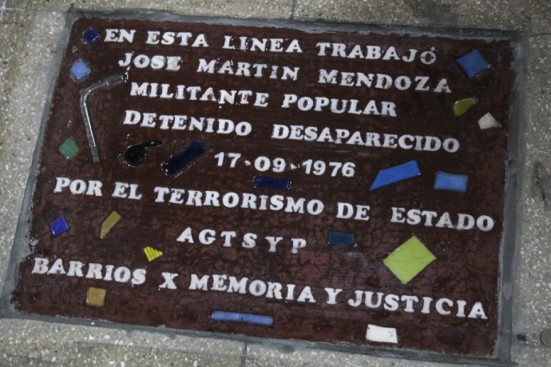 EN ESTA LINEA TRABAJÓ
JOSE MARTIN MENDOZA
MILITANTE POPULAR
DETENIDO DESAPARECIDO
17-09-1976
POR EL TERRORISMO DE ESTADO
AGTSYP
BARRIOS X MEMORIA Y JUSTICIA